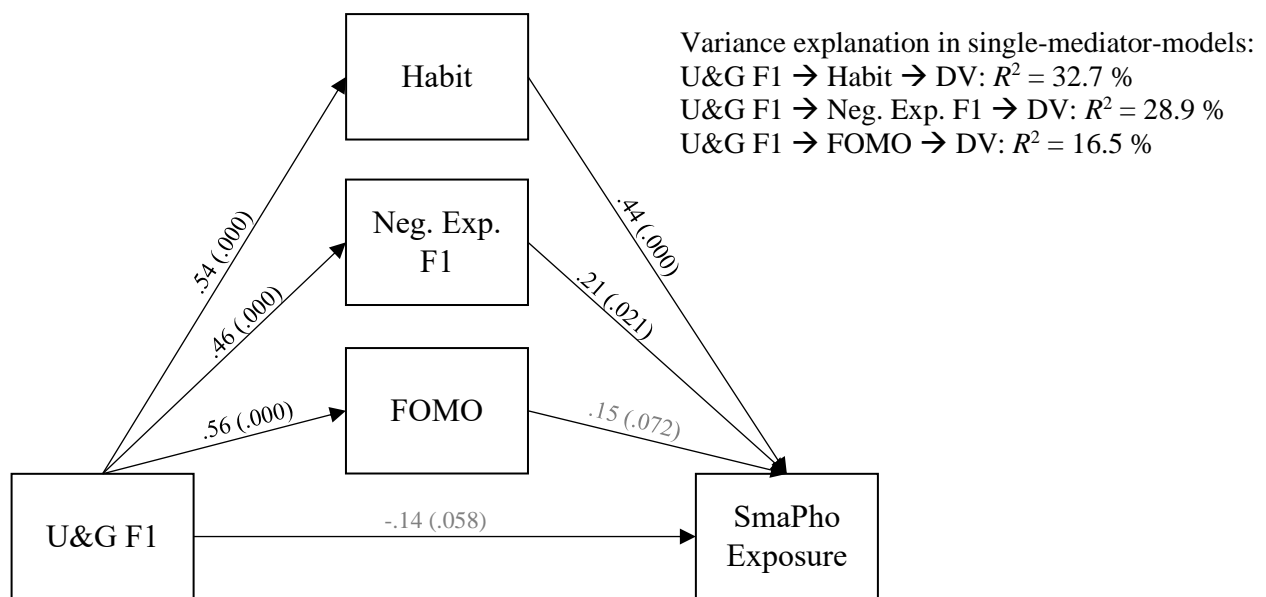 Variance explanation in single-mediator-models:
U&G F1 → Habit → DV: R² = 32.7 %
U&G F1 → Neg. Exp. F1 → DV: R² = 28.9 %
U&G F1 → FOMO → DV: R² = 16.5 %
Habit
Neg. Exp.
F1
FOMO
.54 (.000)
.46 (.000)
.56 (.000)
.44 (.000)
.21 (.021)
.15 (.072)
-.14 (.058)
U&G F1
SmaPho
Exposure